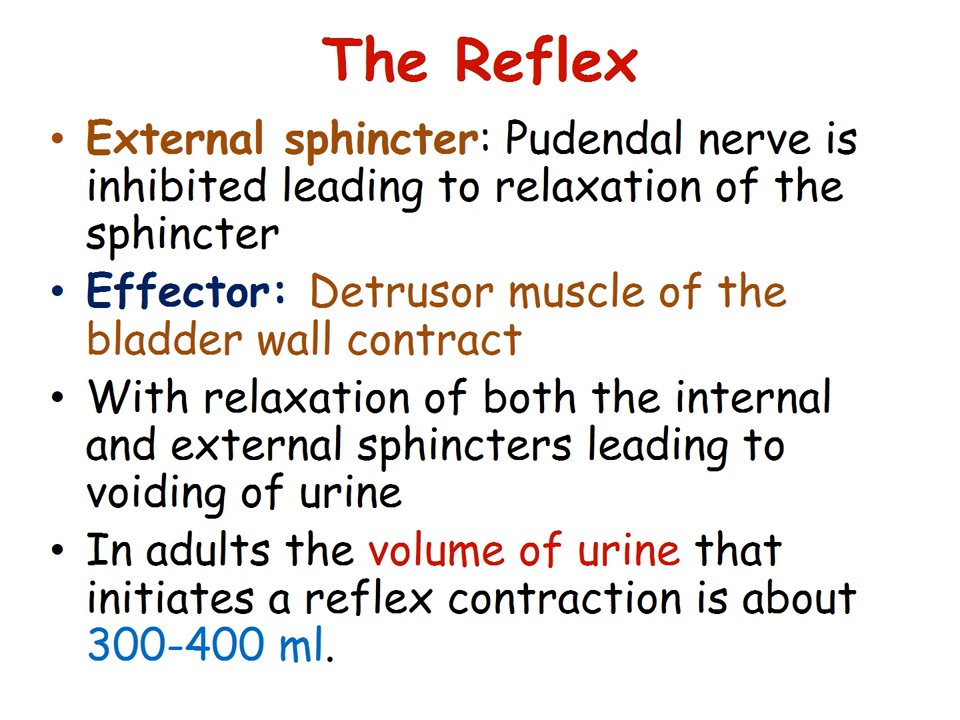 The Reflex
• External sphincter: Pudendal nerve is
inhibited leading to relaxation of the
sphincter
• Effector: Detrusor muscle of the
bladder wall contract
• With relaxation of both the internal
and external sphincters leading to
voiding of urine
• In adults the volume of urine that
initiates a reflex contraction is about
300-400 ml.